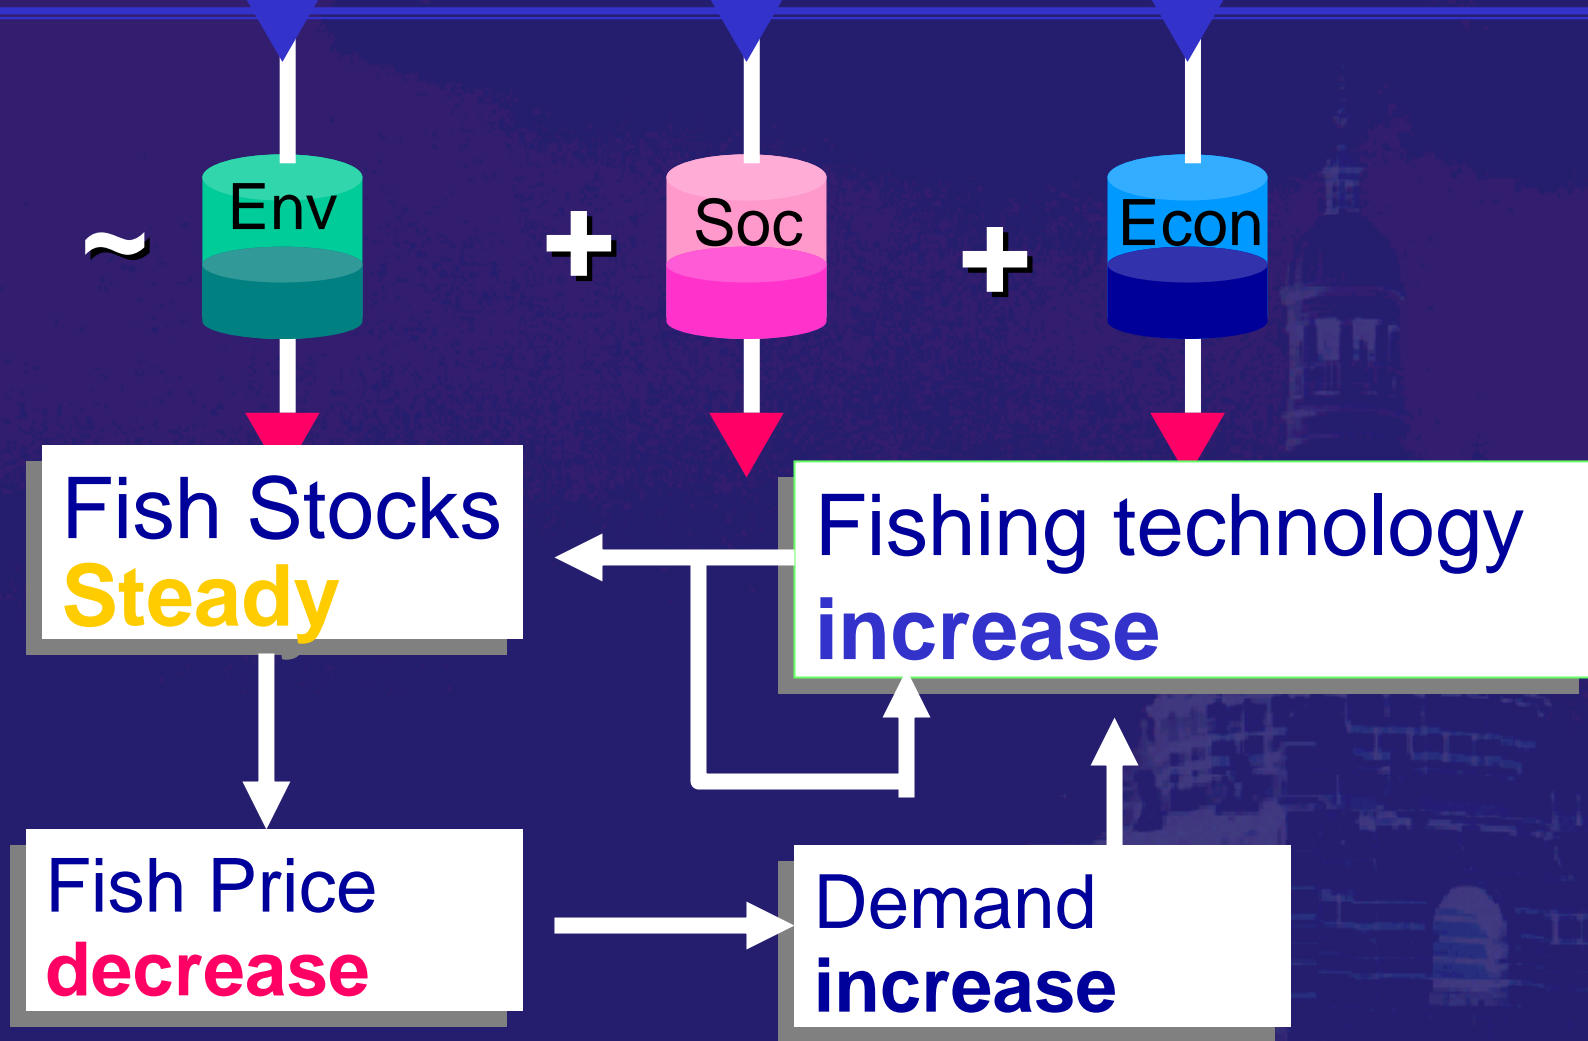 ~ Env + Soc + Econ
Fish Stocks
Steady
Fishing technology
increase
Fish Price
decrease
Demand
increase